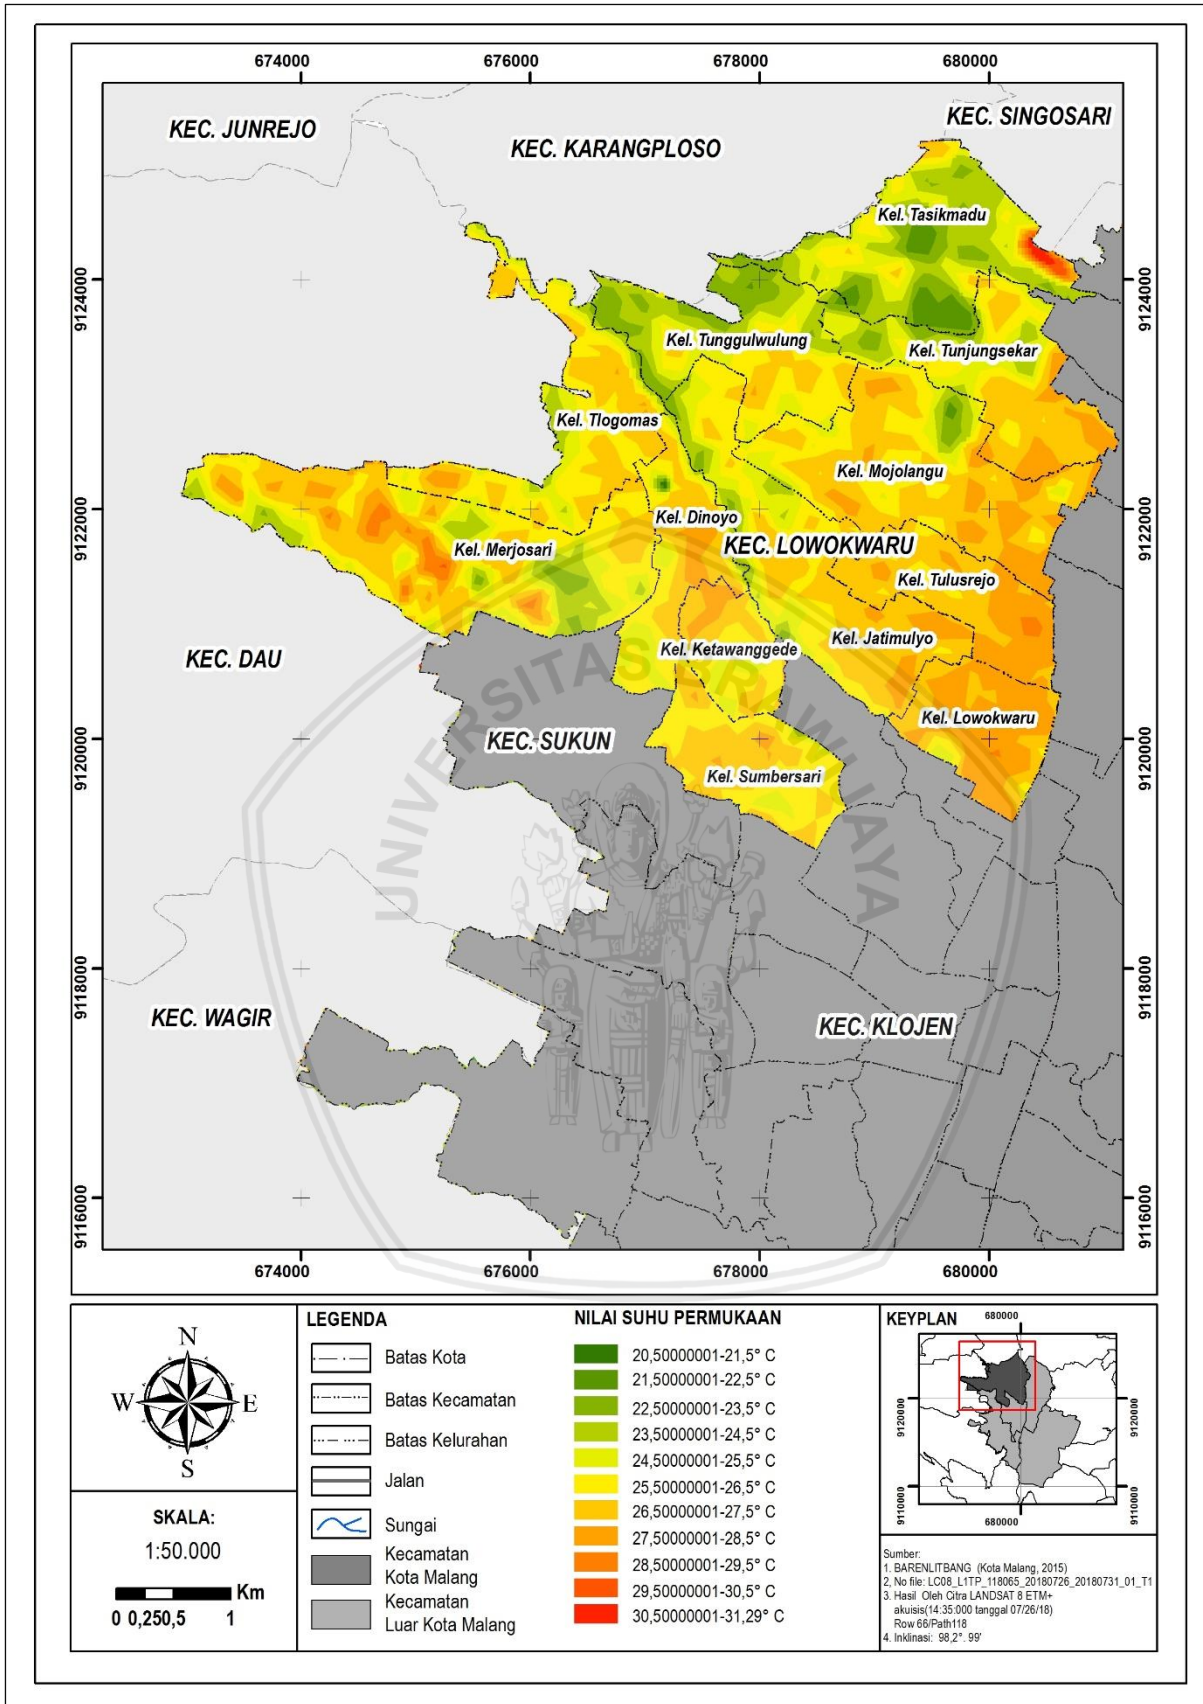 674000 676000 678000 680000
KEC. SINGOSARI
KEC. JUNREJO
KEC. KARANGPLOSO
Kel. Tasikmadu
9124000 9124000
Kel. Tunggulwulung
Kel. Tunjungsekar
Kel. Tlogomas
Kel. Mojolangu
9122000 9122000
Kel. Dinoyo
KEC. LOWOKWARU
Kel. Merjosari
Kel. Tulusrejo
Kel. Jatimulyo
Kel. Ketawanggede
KEC. DAU
Kel. Lowokwaru
KEC. SUKUN
9120000 9120000
Kel. Sumbersari
UNIVERSITAS BRAWIJAYA
9118000 9118000
KEC. WAGIR
KEC. KLOJEN
9116000 9116000
674000 676000 678000 680000
N
W E
S
SKALA:
1:50.000
Km
0 0,250,5 1
LEGENDA
Batas Kota
Batas Kecamatan
Batas Kelurahan
Jalan
Sungai
Kecamatan
Kota Malang
Kecamatan
Luar Kota Malang
NILAI SUHU PERMUKAAN
20,50000001-21,5° C
21,50000001-22,5° C
22,50000001-23,5° C
23,50000001-24,5° C
24,50000001-25,5° C
25,50000001-26,5° C
26,50000001-27,5° C
27,50000001-28,5° C
28,50000001-29,5° C
29,50000001-30,5° C
30,50000001-31,29° C
KEYPLAN
680000
9120000 9120000
9110000 9110000
680000
Sumber:
1. BARENLITBANG (Kota Malang, 2015)
2, No file: LC08_L1TP_118065_20180726_20180731_01_T1
3. Hasil Oleh Citra LANDSAT 8 ETM+
akuisis(14:35:000 tanggal 07/26/18)
Row 66/Path118
4. Inklinasi: 98,2°. 99'